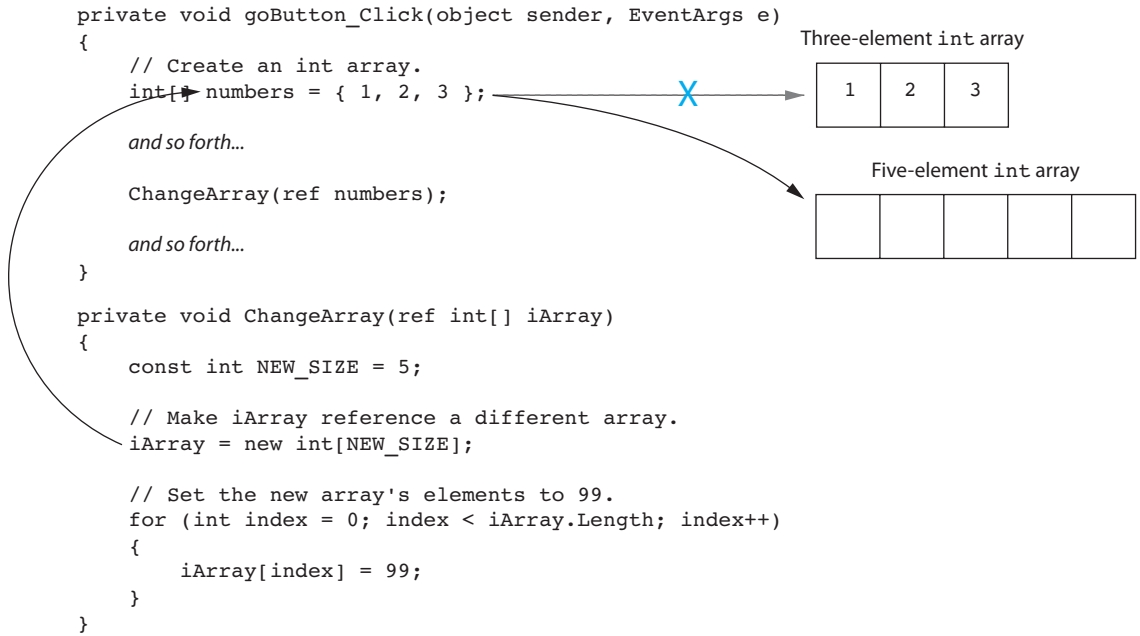 private void goButton_Click(object sender, EventArgs e)
{
    // Create an int array.
    int[] numbers = { 1, 2, 3 };
    and so forth...
    ChangeArray(ref numbers);
    and so forth...
}
Three-element int array
1 2 3
X
Five-element int array
private void ChangeArray(ref int[] iArray)
{
    const int NEW_SIZE = 5;
    // Make iArray reference a different array.
    iArray = new int[NEW_SIZE];
    // Set the new array's elements to 99.
    for (int index = 0; index < iArray.Length; index++)
    {
        iArray[index] = 99;
    }
}